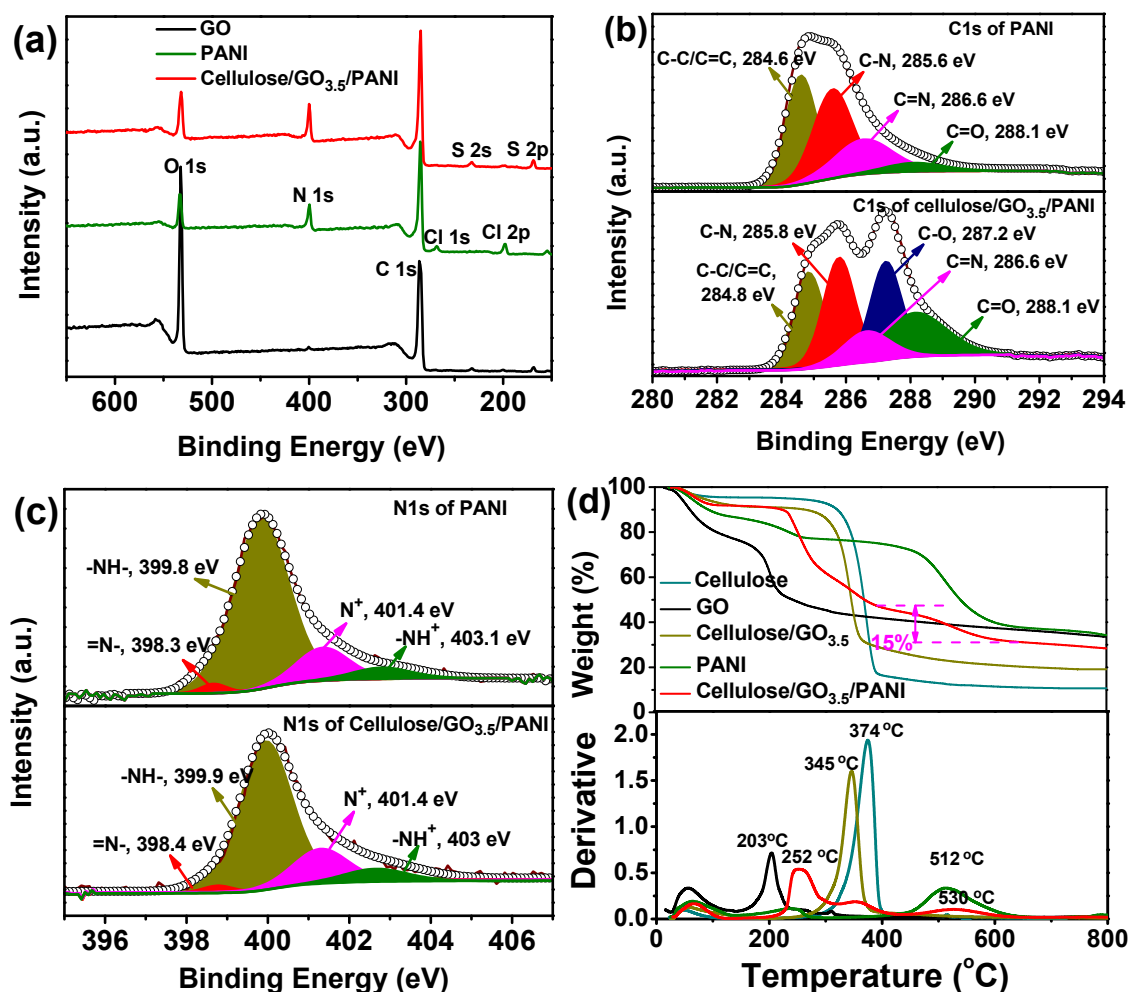 (a)
GO
PANI
Cellulose/GO3.5/PANI
O 1s
N 1s
C 1s
S 2s
S 2p
Cl 1s
Cl 2p
Intensity (a.u.)
600 500 400 300 200
Binding Energy (eV)
(b)
C1s of PANI
C-C/C=C, 284.6 eV
C-N, 285.6 eV
C=N, 286.6 eV
C=O, 288.1 eV
C1s of cellulose/GO3.5/PANI
C-N, 285.8 eV
C-O, 287.2 eV
C=N, 286.6 eV
C-C/C=C,
284.8 eV
C=O, 288.1 eV
Intensity (a.u.)
280 282 284 286 288 290 292 294
Binding Energy (eV)
(c)
N1s of PANI
-NH-, 399.8 eV
N+, 401.4 eV
=N-, 398.3 eV
-NH+, 403.1 eV
N1s of Cellulose/GO3.5/PANI
-NH-, 399.9 eV
N+, 401.4 eV
=N-, 398.4 eV
-NH+, 403 eV
Intensity (a.u.)
396 398 400 402 404 406
Binding Energy (eV)
(d)
100
80
60
40
20
0
Weight (%)
Cellulose
GO
Cellulose/GO3.5
PANI
Cellulose/GO3.5/PANI
15%
2.0
1.5
1.0
0.5
0.0
Derivative
374 °C
345 °C
203°C
252 °C
512 °C
530 °C
0 200 400 600 800
Temperature (°C)